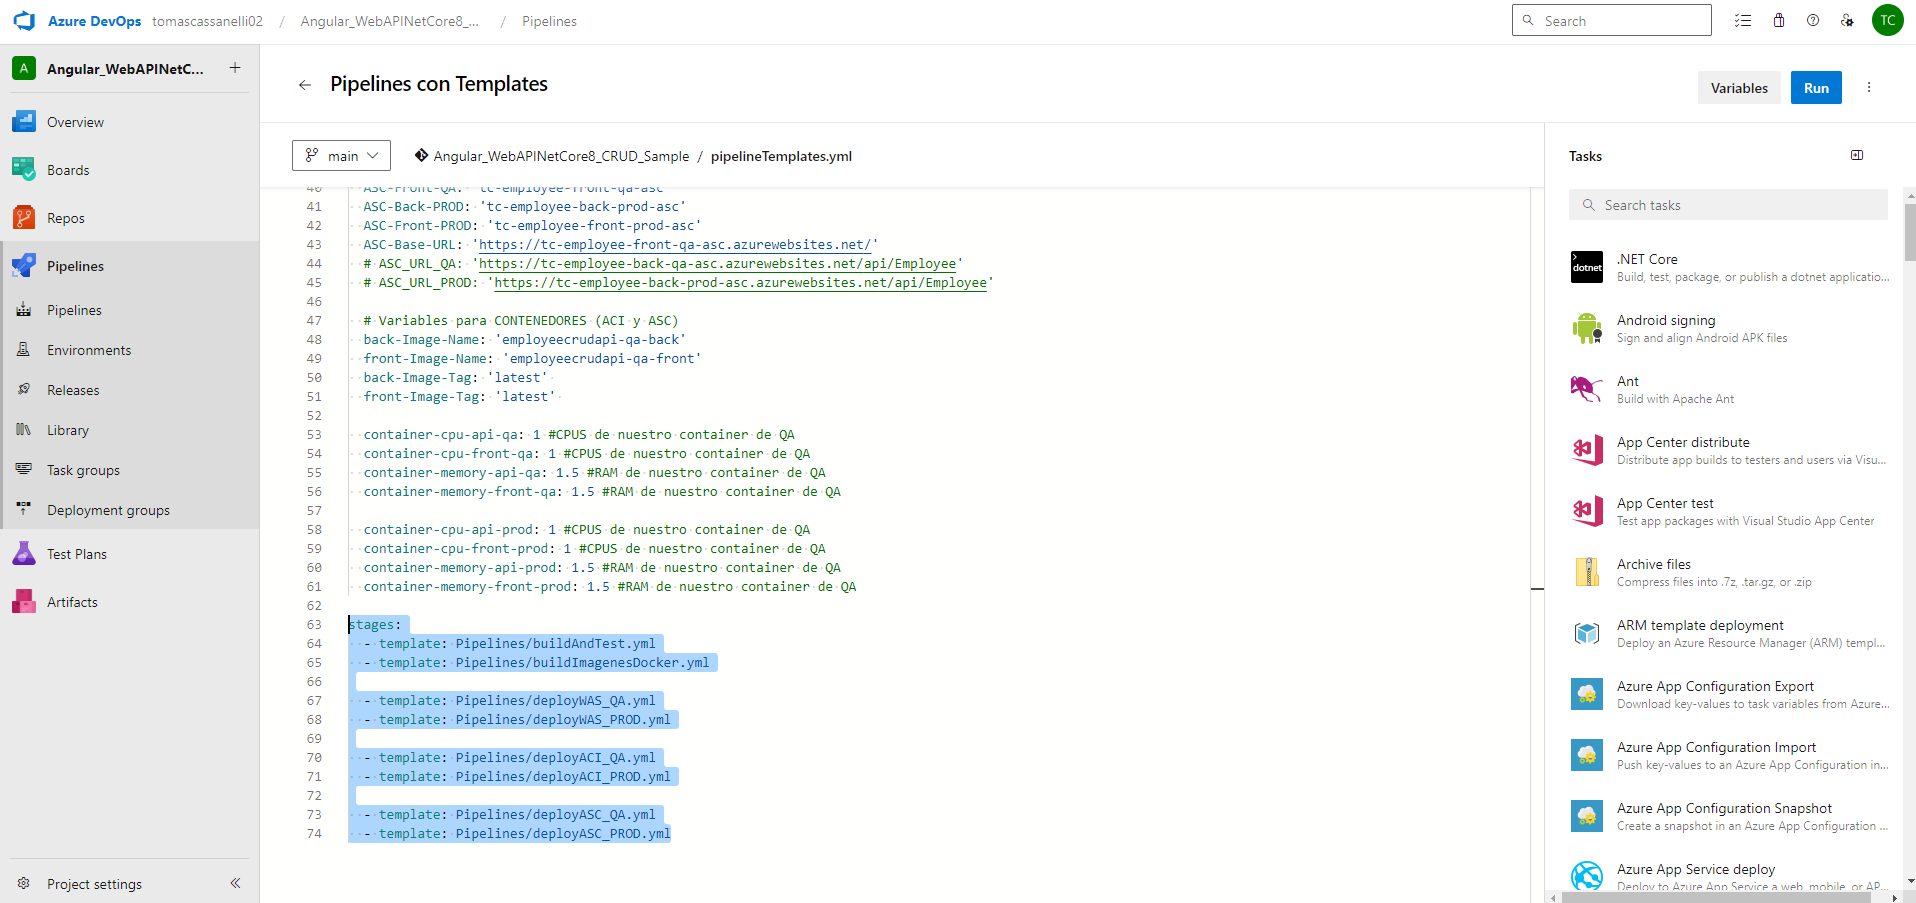 Azure DevOps tomascassanelli02 / Angular_WebAPINetCore8_... / Pipelines
Search
TC
A Angular_WebAPINetC... +
Overview
Boards
Repos
Pipelines
Pipelines
Environments
Releases
Library
Task groups
Deployment groups
Test Plans
Artifacts
Project settings
Pipelines con Templates
Variables
Run
main
Angular_WebAPINetCore8_CRUD_Sample / pipelineTemplates.yml
40 ASC-Front-QA: 'tc-employee-front-qa-asc'
41 ASC-Back-PROD: 'tc-employee-back-prod-asc'
42 ASC-Front-PROD: 'tc-employee-front-prod-asc'
43 ASC-Base-URL: 'https://tc-employee-front-qa-asc.azurewebsites.net/'
44 # ASC_URL_QA: 'https://tc-employee-back-qa-asc.azurewebsites.net/api/Employee'
45 # ASC_URL_PROD: 'https://tc-employee-back-prod-asc.azurewebsites.net/api/Employee'
46
47 # Variables para CONTENEDORES (ACI y ASC)
48 back-Image-Name: 'employeecrudapi-qa-back'
49 front-Image-Name: 'employeecrudapi-qa-front'
50 back-Image-Tag: 'latest'
51 front-Image-Tag: 'latest'
52
53 container-cpu-api-qa: 1 #CPUS de nuestro container de QA
54 container-cpu-front-qa: 1 #CPUS de nuestro container de QA
55 container-memory-api-qa: 1.5 #RAM de nuestro container de QA
56 container-memory-front-qa: 1.5 #RAM de nuestro container de QA
57
58 container-cpu-api-prod: 1 #CPUS de nuestro container de QA
59 container-cpu-front-prod: 1 #CPUS de nuestro container de QA
60 container-memory-api-prod: 1.5 #RAM de nuestro container de QA
61 container-memory-front-prod: 1.5 #RAM de nuestro container de QA
62
63 stages:
64 - template: Pipelines/buildAndTest.yml
65 - template: Pipelines/buildImagenesDocker.yml
66
67 - template: Pipelines/deployWAS_QA.yml
68 - template: Pipelines/deployWAS_PROD.yml
69
70 - template: Pipelines/deployACI_QA.yml
71 - template: Pipelines/deployACI_PROD.yml
72
73 - template: Pipelines/deployASC_QA.yml
74 - template: Pipelines/deployASC_PROD.yml
Tasks
Search tasks
dotnet
.NET Core
Build, test, package, or publish a dotnet applicatio...
Android signing
Sign and align Android APK files
Ant
Build with Apache Ant
App Center distribute
Distribute app builds to testers and users via Visu...
App Center test
Test app packages with Visual Studio App Center
Archive files
Compress files into .7z, .tar.gz, or .zip
ARM template deployment
Deploy an Azure Resource Manager (ARM) templ...
Azure App Configuration Export
Download key-values to task variables from Azure...
Azure App Configuration Import
Push key-values to an Azure App Configuration in...
Azure App Configuration Snapshot
Create a snapshot in an Azure App Configuration ...
Azure App Service deploy
Deploy to Azure App Service a web, mobile, or AP...